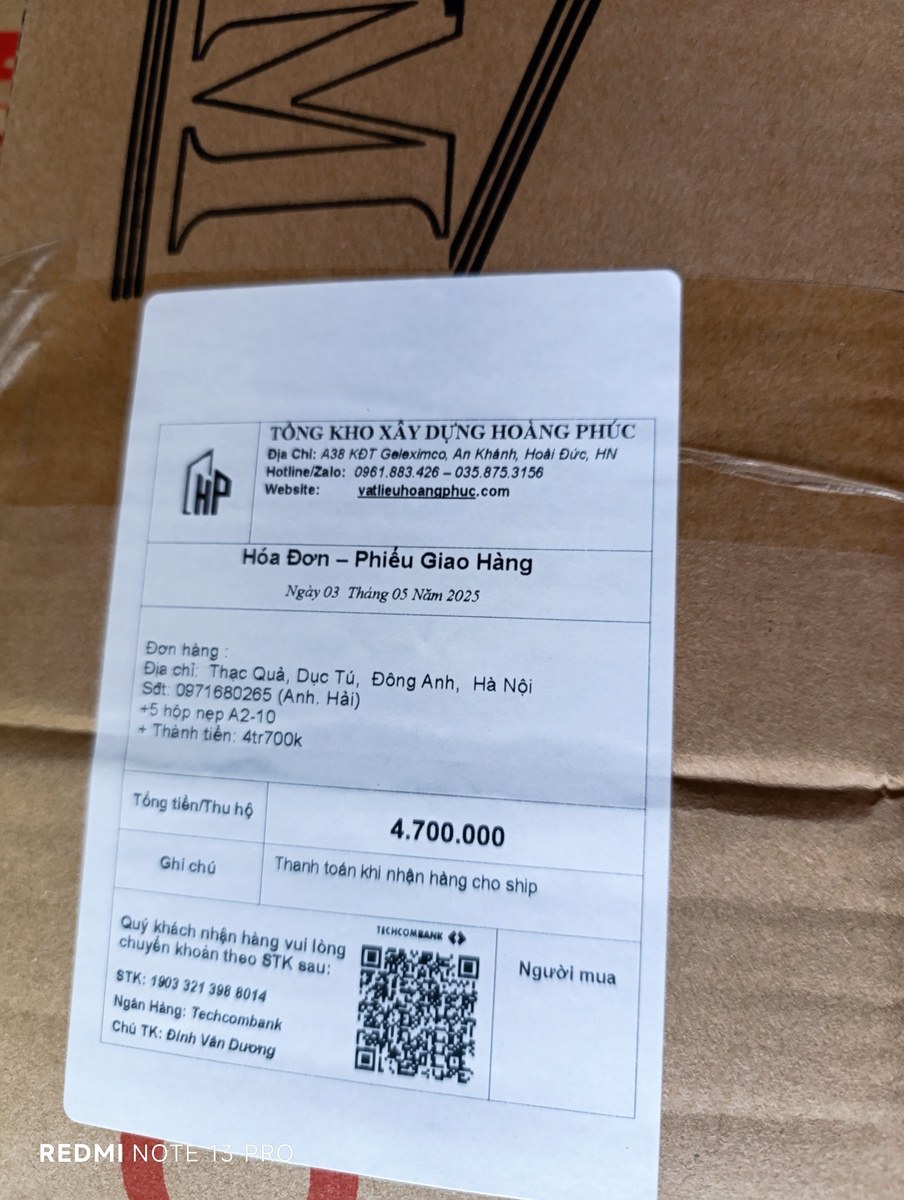 M
HP
TỔNG KHO XÂY DỰNG HOÀNG PHÚC
Địa Chỉ: A38 KĐT Geleximco, An Khánh, Hoài Đức, HN
Hotline/Zalo: 0961.883.426 – 035.875.3156
Website: vatlieuhoangphuc.com
Hóa Đơn – Phiếu Giao Hàng
Ngày 03 Tháng 05 Năm 2025
Đơn hàng :
Địa chỉ: Thạc Quả, Dục Tú, Đông Anh, Hà Nội
Sđt: 0971680265 (Anh. Hải)
+5 hộp nẹp A2-10
+ Thành tiền: 4tr700k
Tổng tiền/Thu hộ
4.700.000
Ghi chú
Thanh toán khi nhận hàng cho ship
Quý khách nhận hàng vui lòng
chuyển khoản theo STK sau:
STK: 1903 321 398 8014
Ngân Hàng: Techcombank
Chủ TK: Đinh Văn Dương
TECHCOMBANK
Người mua
REDMI NOTE 13 PRO